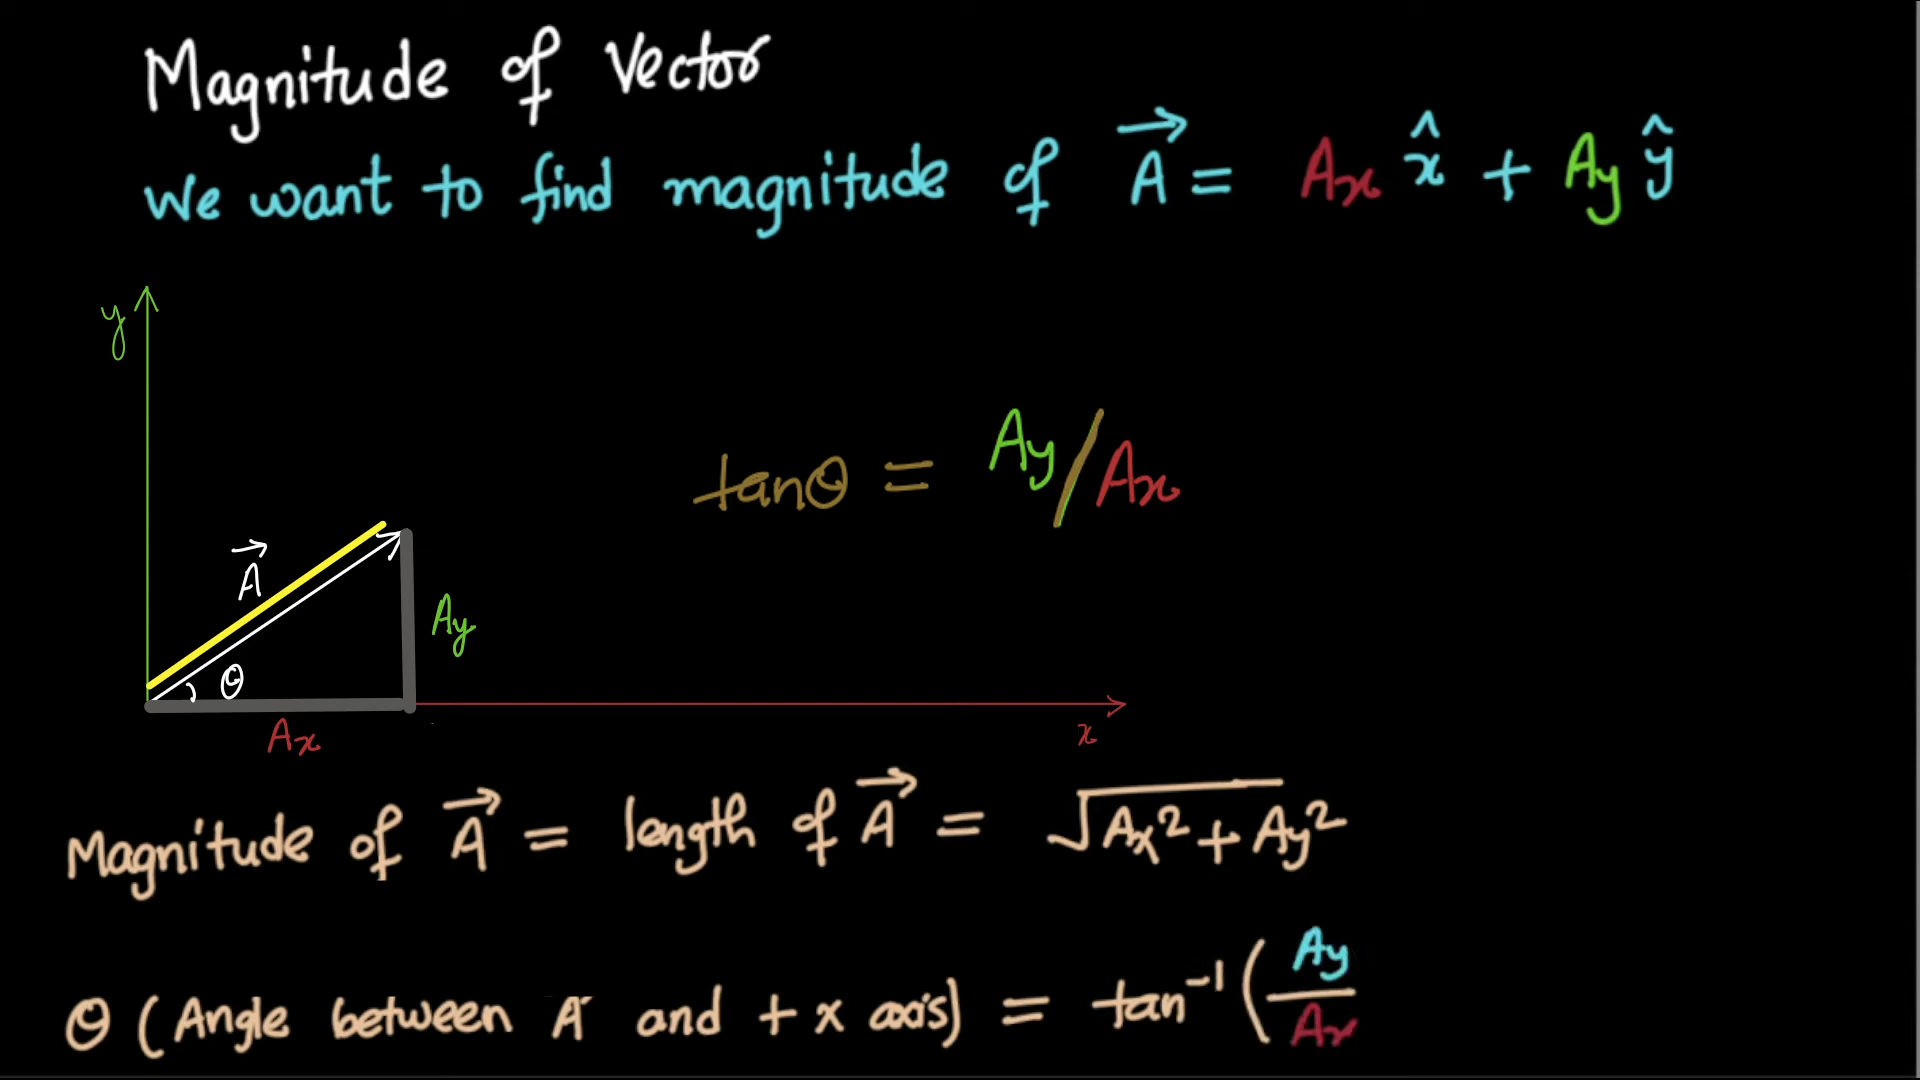 Magnitude of Vector
We want to find magnitude of A⃗ = Ax x̂ + Ay ŷ
y
tanθ = Ay/Ax
A⃗
Ay
θ
Ax
x
Magnitude of A⃗ = length of A⃗ = √Ax² + Ay²
θ (Angle between A and + x axis) = tan⁻¹ (Ay/Ax